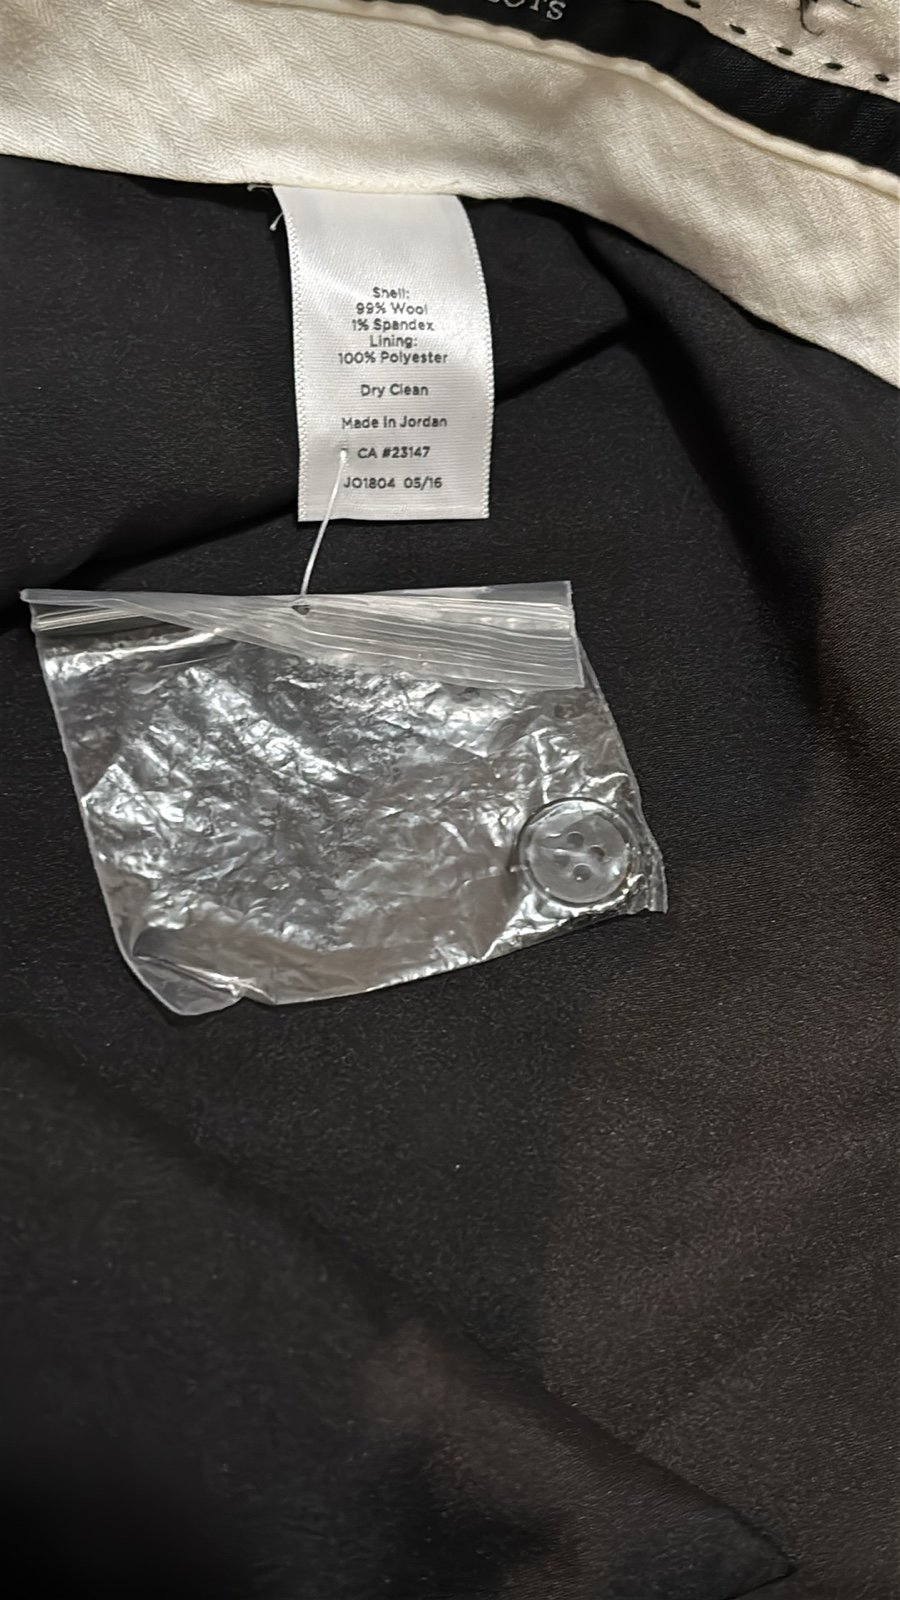 Shell:
99% Wool
1% Spandex
Lining:
100% Polyester
Dry Clean
Made In Jordan
CA #23147
JO1804 05/16